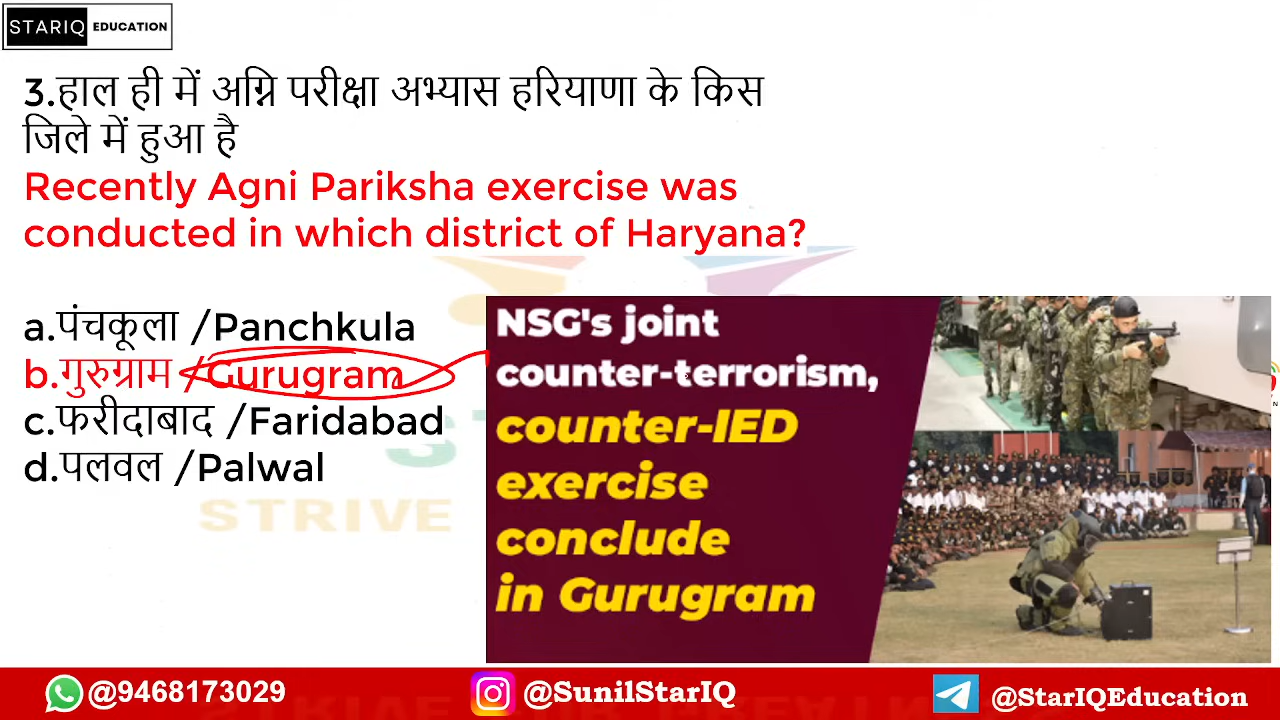 STARIQ EDUCATION
3.हाल ही में अग्नि परीक्षा अभ्यास हरियाणा के किस
जिले में हुआ है
Recently Agni Pariksha exercise was
conducted in which district of Haryana?
a.पंचकूला /Panchkula
b.गुरुग्राम /Gurugram
c.फरीदाबाद /Faridabad
d.पलवल /Palwal
STRIVE
NSG's joint
counter-terrorism,
counter-IED
exercise
conclude
in Gurugram
@9468173029
@SunilStarIQ
@StarIQEducation